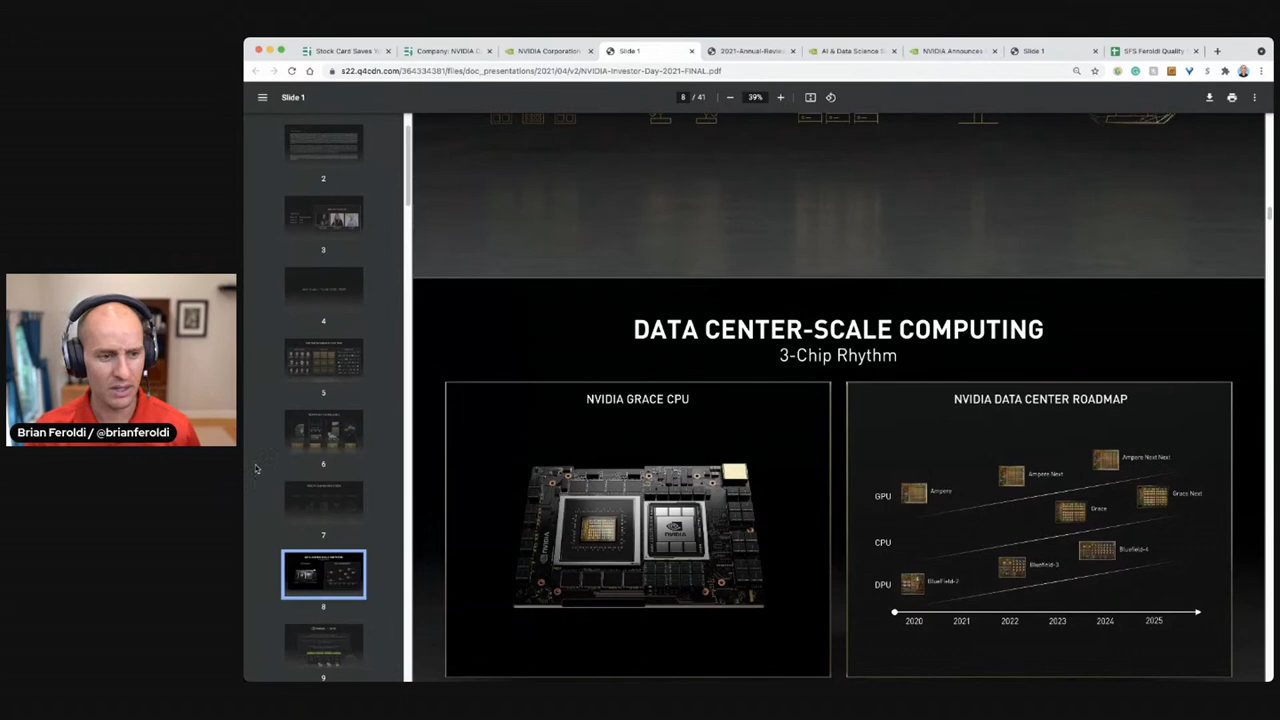 Stock Card Saves 10
Company: NVIDIA C
NVIDIA Corporation
Slide 1
2021-Annual-Review
AI & Data Science S
NVIDIA Announces
Slide 1
SFS Feroldi Quality
s22.q4cdn.com/364334381/files/doc_presentations/2021/04/v2/NVIDIA-Investor-Day-2021-FINAL.pdf
Slide 1
8 / 41
39%
2
3
4
5
6
7
8
9
DATA CENTER-SCALE COMPUTING
3-Chip Rhythm
NVIDIA GRACE CPU
NVIDIA
NVIDIA
NVIDIA DATA CENTER ROADMAP
Ampere Next Next
Ampere Next
GPU
Ampere
Grace Next
Grace
CPU
Bluefield-4
BlueField-3
DPU
BlueField-2
2020 2021 2022 2023 2024 2025
Brian Feroldi / @brianferoldi